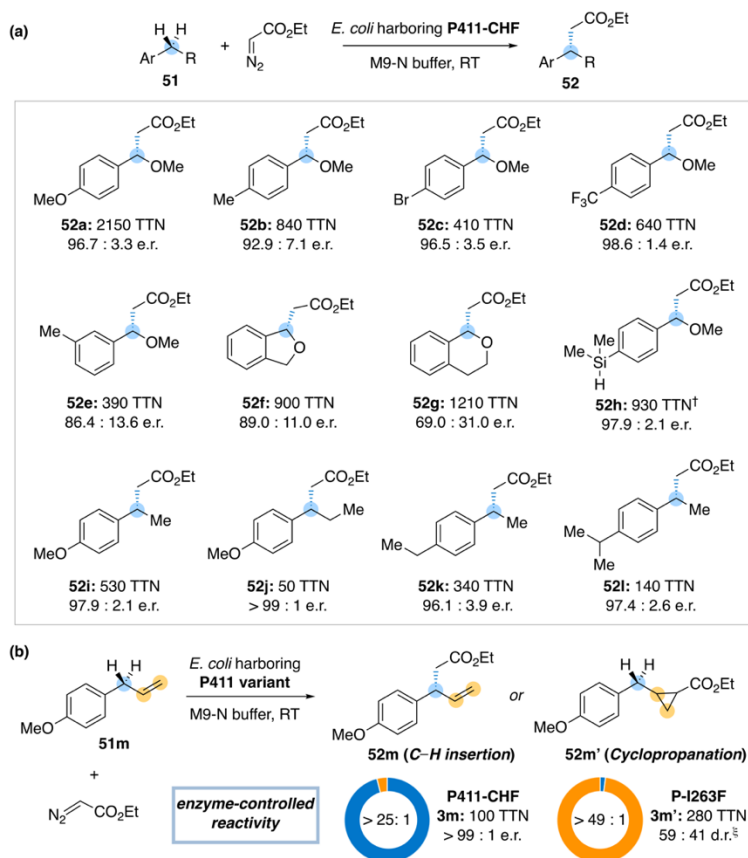 (a)
H H
Ar R
51
+
CO2Et
N2
E. coli harboring P411-CHF
M9-N buffer, RT
CO2Et
Ar R
52
CO2Et
OMe
MeO
52a: 2150 TTN
96.7 : 3.3 e.r.
CO2Et
OMe
Me
52b: 840 TTN
92.9 : 7.1 e.r.
CO2Et
OMe
Br
52c: 410 TTN
96.5 : 3.5 e.r.
CO2Et
OMe
F3C
52d: 640 TTN
98.6 : 1.4 e.r.
CO2Et
Me
OMe
52e: 390 TTN
86.4 : 13.6 e.r.
CO2Et
O
52f: 900 TTN
89.0 : 11.0 e.r.
CO2Et
O
52g: 1210 TTN
69.0 : 31.0 e.r.
CO2Et
OMe
Me
Me Si
H
52h: 930 TTN†
97.9 : 2.1 e.r.
CO2Et
Me
MeO
52i: 530 TTN
97.9 : 2.1 e.r.
CO2Et
Me
MeO
52j: 50 TTN
> 99 : 1 e.r.
CO2Et
Me
Me
52k: 340 TTN
96.1 : 3.9 e.r.
CO2Et
Me
Me
Me
52l: 140 TTN
97.4 : 2.6 e.r.
(b)
H H
MeO
51m
+
N2
CO2Et
E. coli harboring
P411 variant
M9-N buffer, RT
enzyme-controlled
reactivity
CO2Et
MeO
52m (C–H insertion)
or
H H
CO2Et
MeO
52m' (Cyclopropanation)
> 25: 1
P411-CHF
3m: 100 TTN
> 99 : 1 e.r.
> 49 : 1
P-I263F
3m': 280 TTN
59 : 41 d.r.ξ